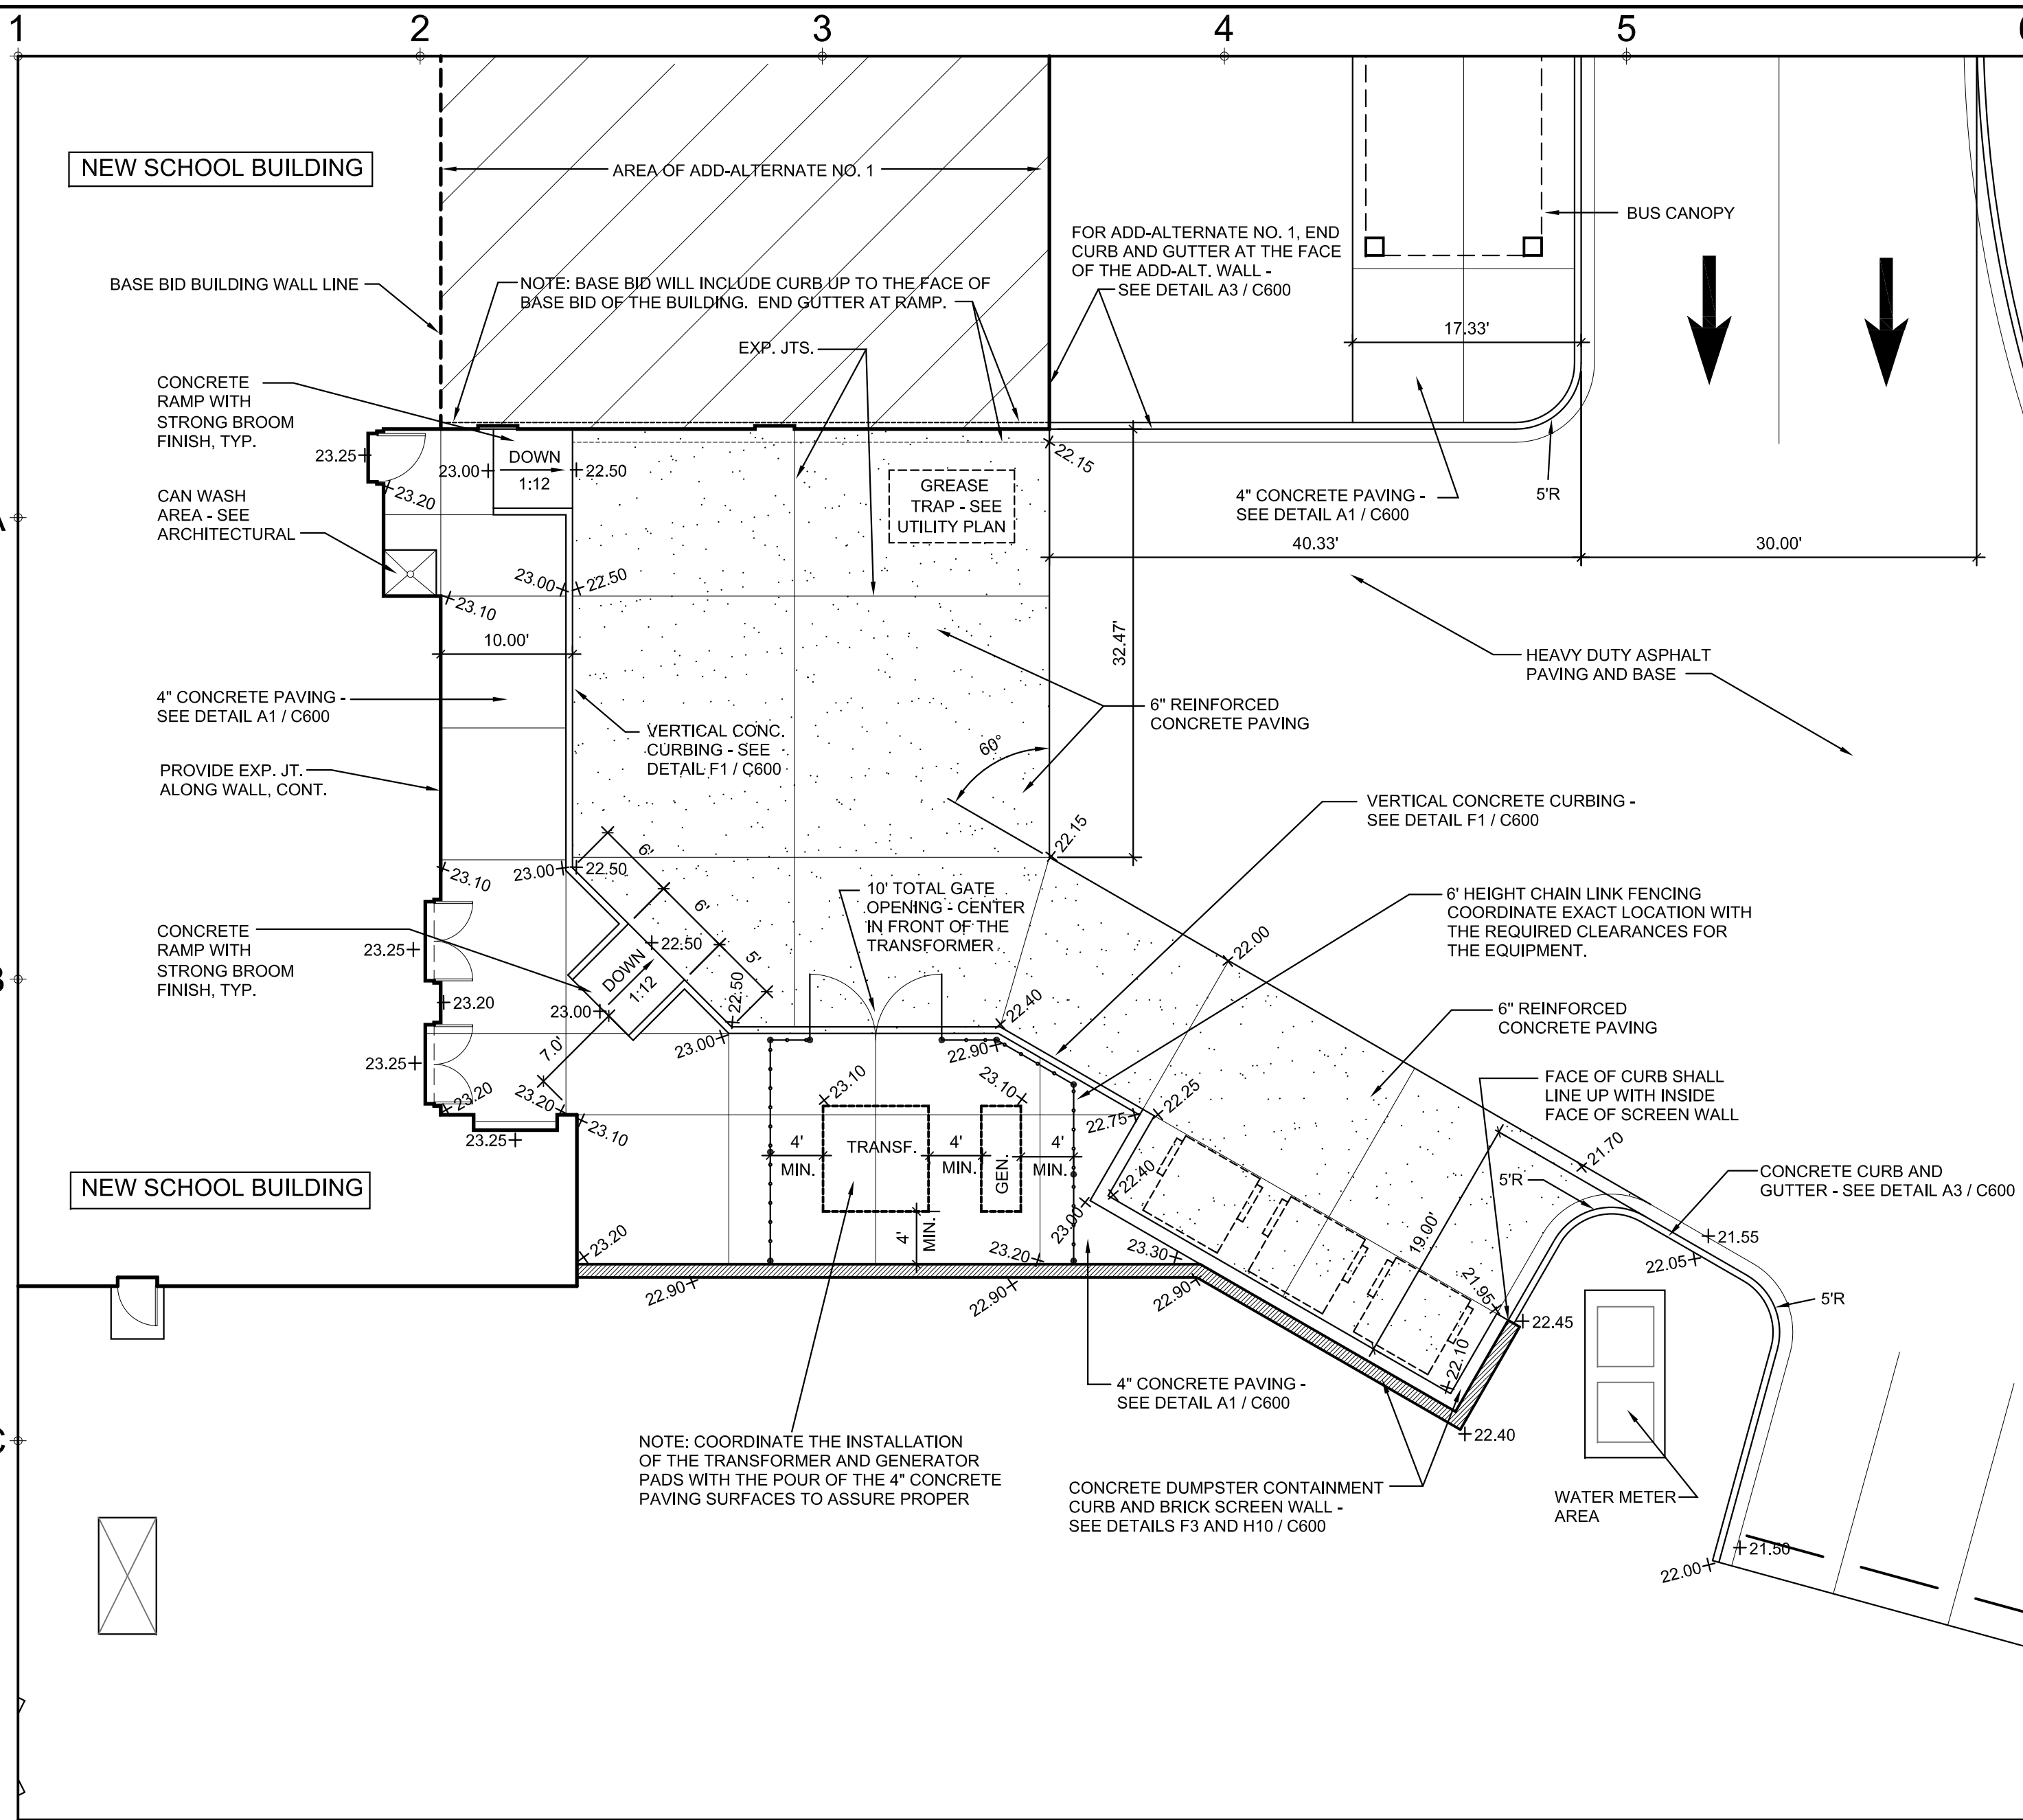 1
2
3
4
5
NEW SCHOOL BUILDING
AREA OF ADD-ALTERNATE NO. 1
BUS CANOPY
FOR ADD-ALTERNATE NO. 1, END
CURB AND GUTTER AT THE FACE
OF THE ADD-ALT. WALL -
SEE DETAIL A3 / C600
BASE BID BUILDING WALL LINE
NOTE: BASE BID WILL INCLUDE CURB UP TO THE FACE OF
BASE BID OF THE BUILDING. END GUTTER AT RAMP.
17.33'
EXP. JTS.
CONCRETE
RAMP WITH
STRONG BROOM
FINISH, TYP.
23.25
23.00
DOWN
1:12
22.50
22.15
23.20
GREASE
TRAP - SEE
UTILITY PLAN
4" CONCRETE PAVING -
SEE DETAIL A1 / C600
5'R
CAN WASH
AREA - SEE
ARCHITECTURAL
40.33'
30.00'
23.00
22.50
23.10
10.00'
32.47'
HEAVY DUTY ASPHALT
PAVING AND BASE
4" CONCRETE PAVING -
SEE DETAIL A1 / C600
6" REINFORCED
CONCRETE PAVING
VERTICAL CONC.
CURBING - SEE
DETAIL F1 / C600
60°
PROVIDE EXP. JT.
ALONG WALL, CONT.
VERTICAL CONCRETE CURBING -
SEE DETAIL F1 / C600
22.15
6'
23.10
23.00
22.50
10' TOTAL GATE
OPENING - CENTER
IN FRONT OF THE
TRANSFORMER
6' HEIGHT CHAIN LINK FENCING
COORDINATE EXACT LOCATION WITH
THE REQUIRED CLEARANCES FOR
THE EQUIPMENT.
6'
CONCRETE
RAMP WITH
STRONG BROOM
FINISH, TYP.
23.25
22.50
22.00
5'
DOWN
1:12
22.50
B
23.20
23.00
22.40
6" REINFORCED
CONCRETE PAVING
23.00
22.90
7.0'
23.25
23.20
23.20
23.10
23.10
22.25
22.75
FACE OF CURB SHALL
LINE UP WITH INSIDE
FACE OF SCREEN WALL
23.25
23.10
4'
MIN.
TRANSF.
4'
MIN.
GEN.
4'
MIN.
21.70
NEW SCHOOL BUILDING
22.40
5'R
CONCRETE CURB AND
GUTTER - SEE DETAIL A3 / C600
23.00
4'
MIN.
19.00'
21.55
22.05
23.20
23.20
23.30
21.95
22.90
22.90
22.90
22.45
5'R
22.10
4" CONCRETE PAVING -
SEE DETAIL A1 / C600
22.40
C
NOTE: COORDINATE THE INSTALLATION
OF THE TRANSFORMER AND GENERATOR
PADS WITH THE POUR OF THE 4" CONCRETE
PAVING SURFACES TO ASSURE PROPER
CONCRETE DUMPSTER CONTAINMENT
CURB AND BRICK SCREEN WALL -
SEE DETAILS F3 AND H10 / C600
WATER METER
AREA
21.50
22.00